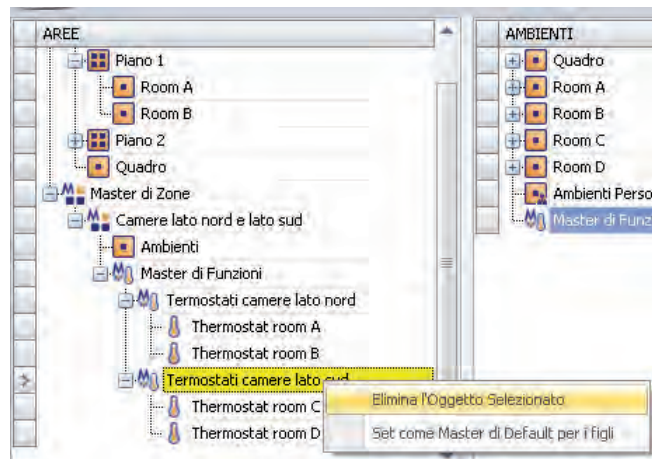 AREE
Piano 1
Room A
Room B
Piano 2
Quadro
Master di Zone
Camere lato nord e lato sud
Ambienti
Master di Funzioni
Termostati camere lato nord
Thermostat room A
Thermostat room B
Termostati camere lato sud
Thermostat room C
Thermostat room D
Elimina l'Oggetto Selezionato
Set come Master di Default per i figli
AMBIENTI
Quadro
Room A
Room B
Room C
Room D
Ambienti Perso
Master di Funz